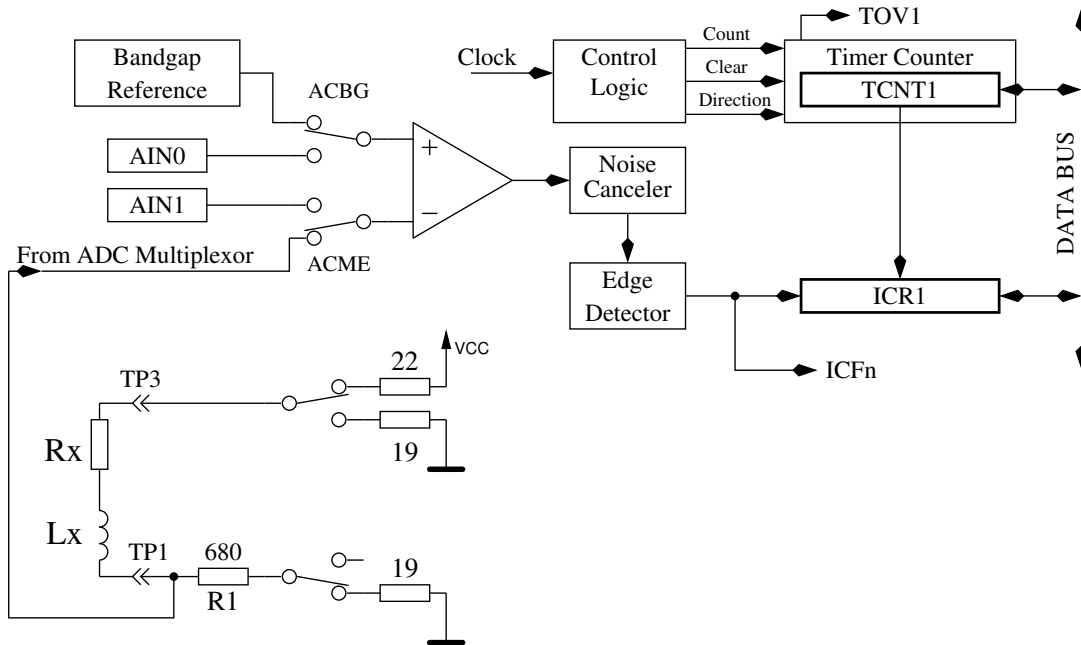 TOV1
Bandgap
Reference
ACBG
Clock
Control
Logic
Count
Clear
Direction
Timer Counter
TCNT1
AIN0
+
Noise
Canceler
AIN1
−
From ADC Multiplexor
ACME
Edge
Detector
ICR1
DATA BUS
ICFn
VCC
22
TP3
19
Rx
Lx
TP1
680
R1
19